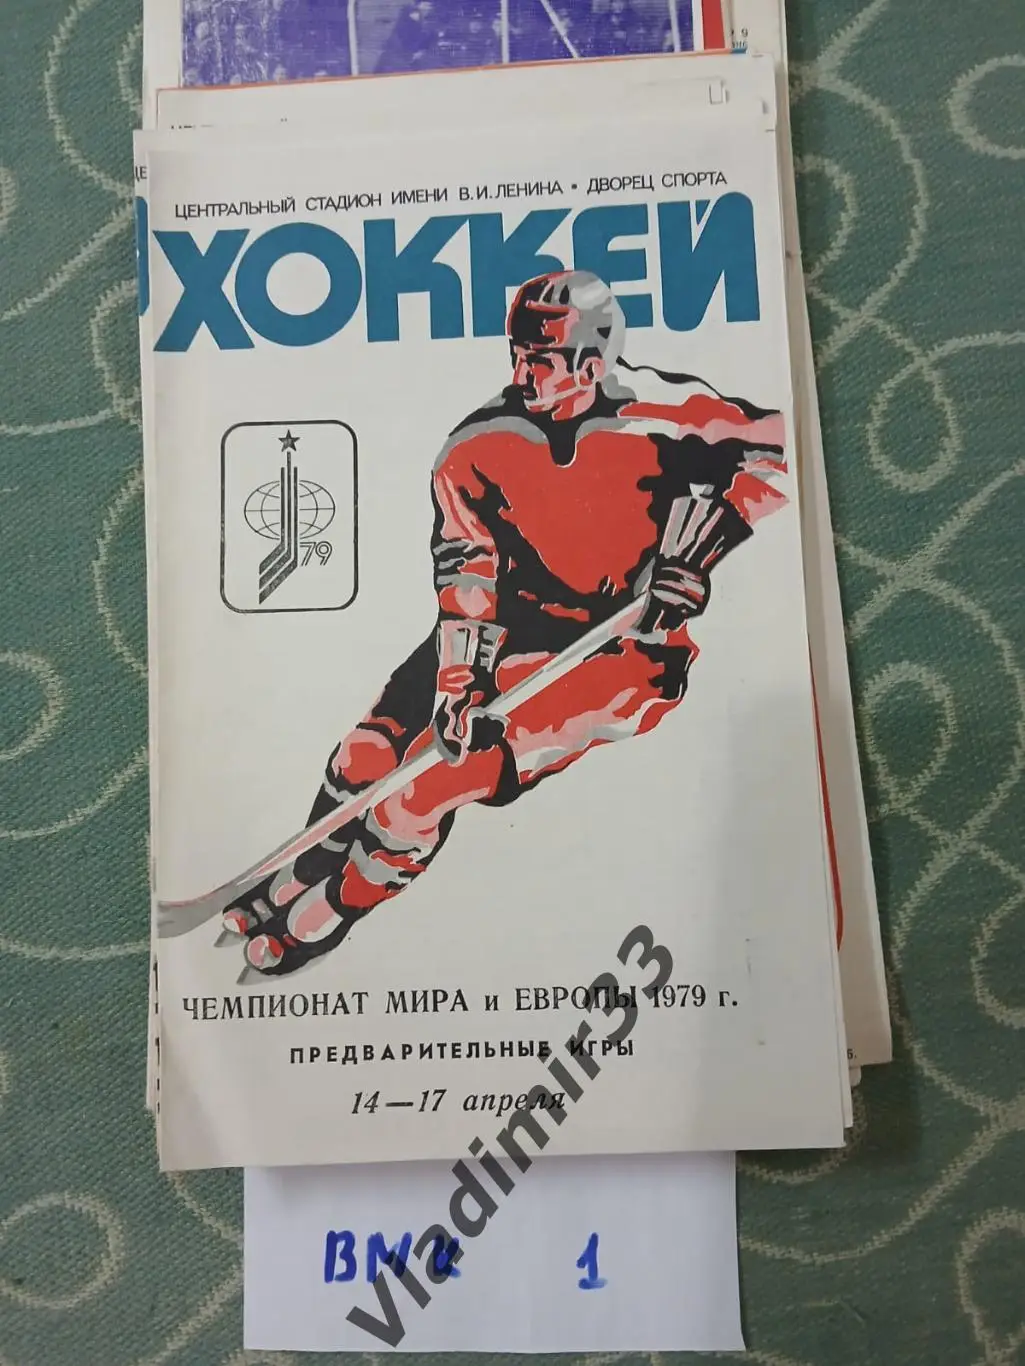 ЦЕНТРАЛЬНЫЙ СТАДИОН ИМЕНИ В.И.ЛЕНИНА • ДВОРЕЦ СПОРТА
ХОККЕЙ
79
ЧЕМПИОНАТ МИРА и ЕВРОПЫ 1979 г.
ПРЕДВАРИТЕЛЬНЫЕ ИГРЫ
14—17 апреля
ВМК 1
Vladimir33